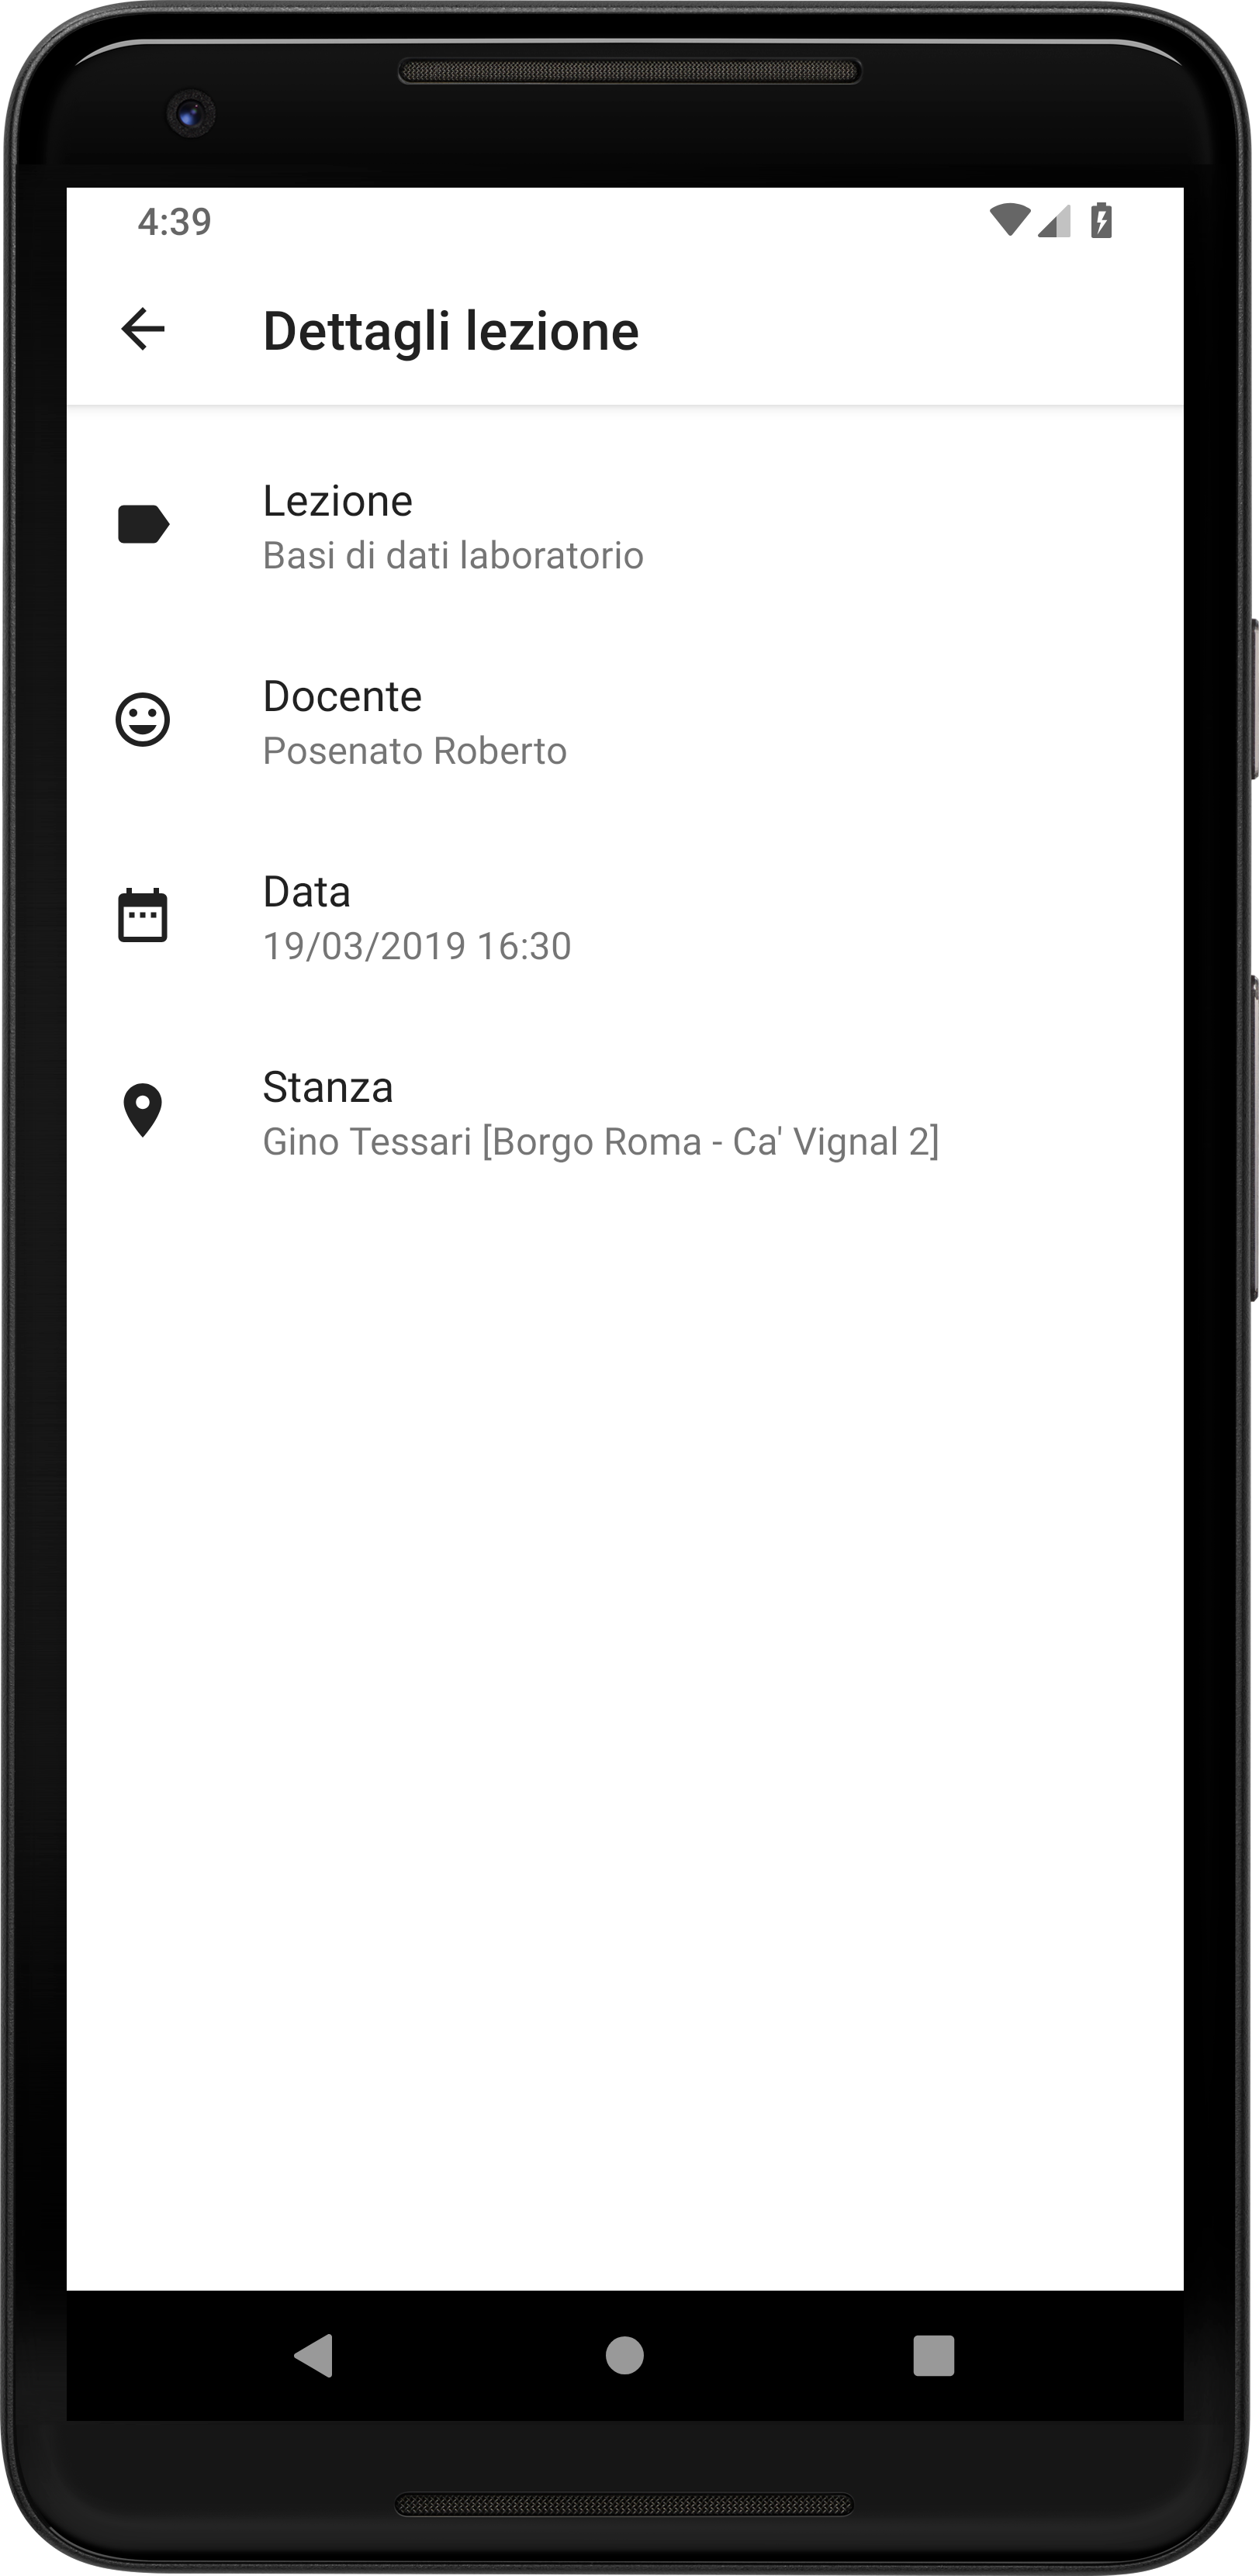 4:39
Dettagli lezione
Lezione
Basi di dati laboratorio
Docente
Posenato Roberto
Data
19/03/2019 16:30
Stanza
Gino Tessari [Borgo Roma - Ca' Vignal 2]